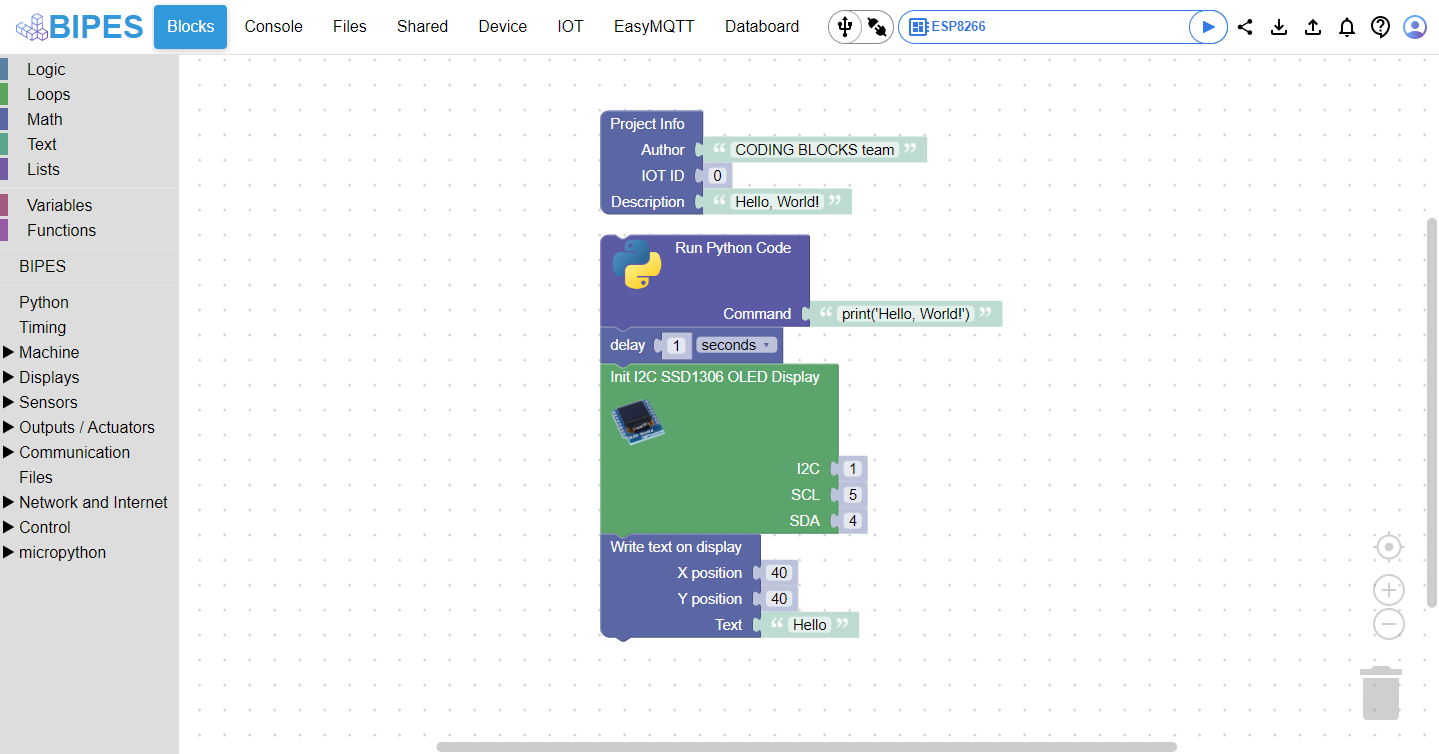 BIPES Blocks Console Files Shared Device IOT EasyMQTT Databoard ESP8266
Logic
Loops
Math
Text
Lists
Variables
Functions
BIPES
Python
Timing
Machine
Displays
Sensors
Outputs / Actuators
Communication
Files
Network and Internet
Control
micropython
Project Info
Author “ CODING BLOCKS team ”
IOT ID 0
Description “ Hello, World! ”
Run Python Code
Command “ print('Hello, World!') ”
delay 1 seconds
Init I2C SSD1306 OLED Display
I2C 1
SCL 5
SDA 4
Write text on display
X position 40
Y position 40
Text “ Hello ”